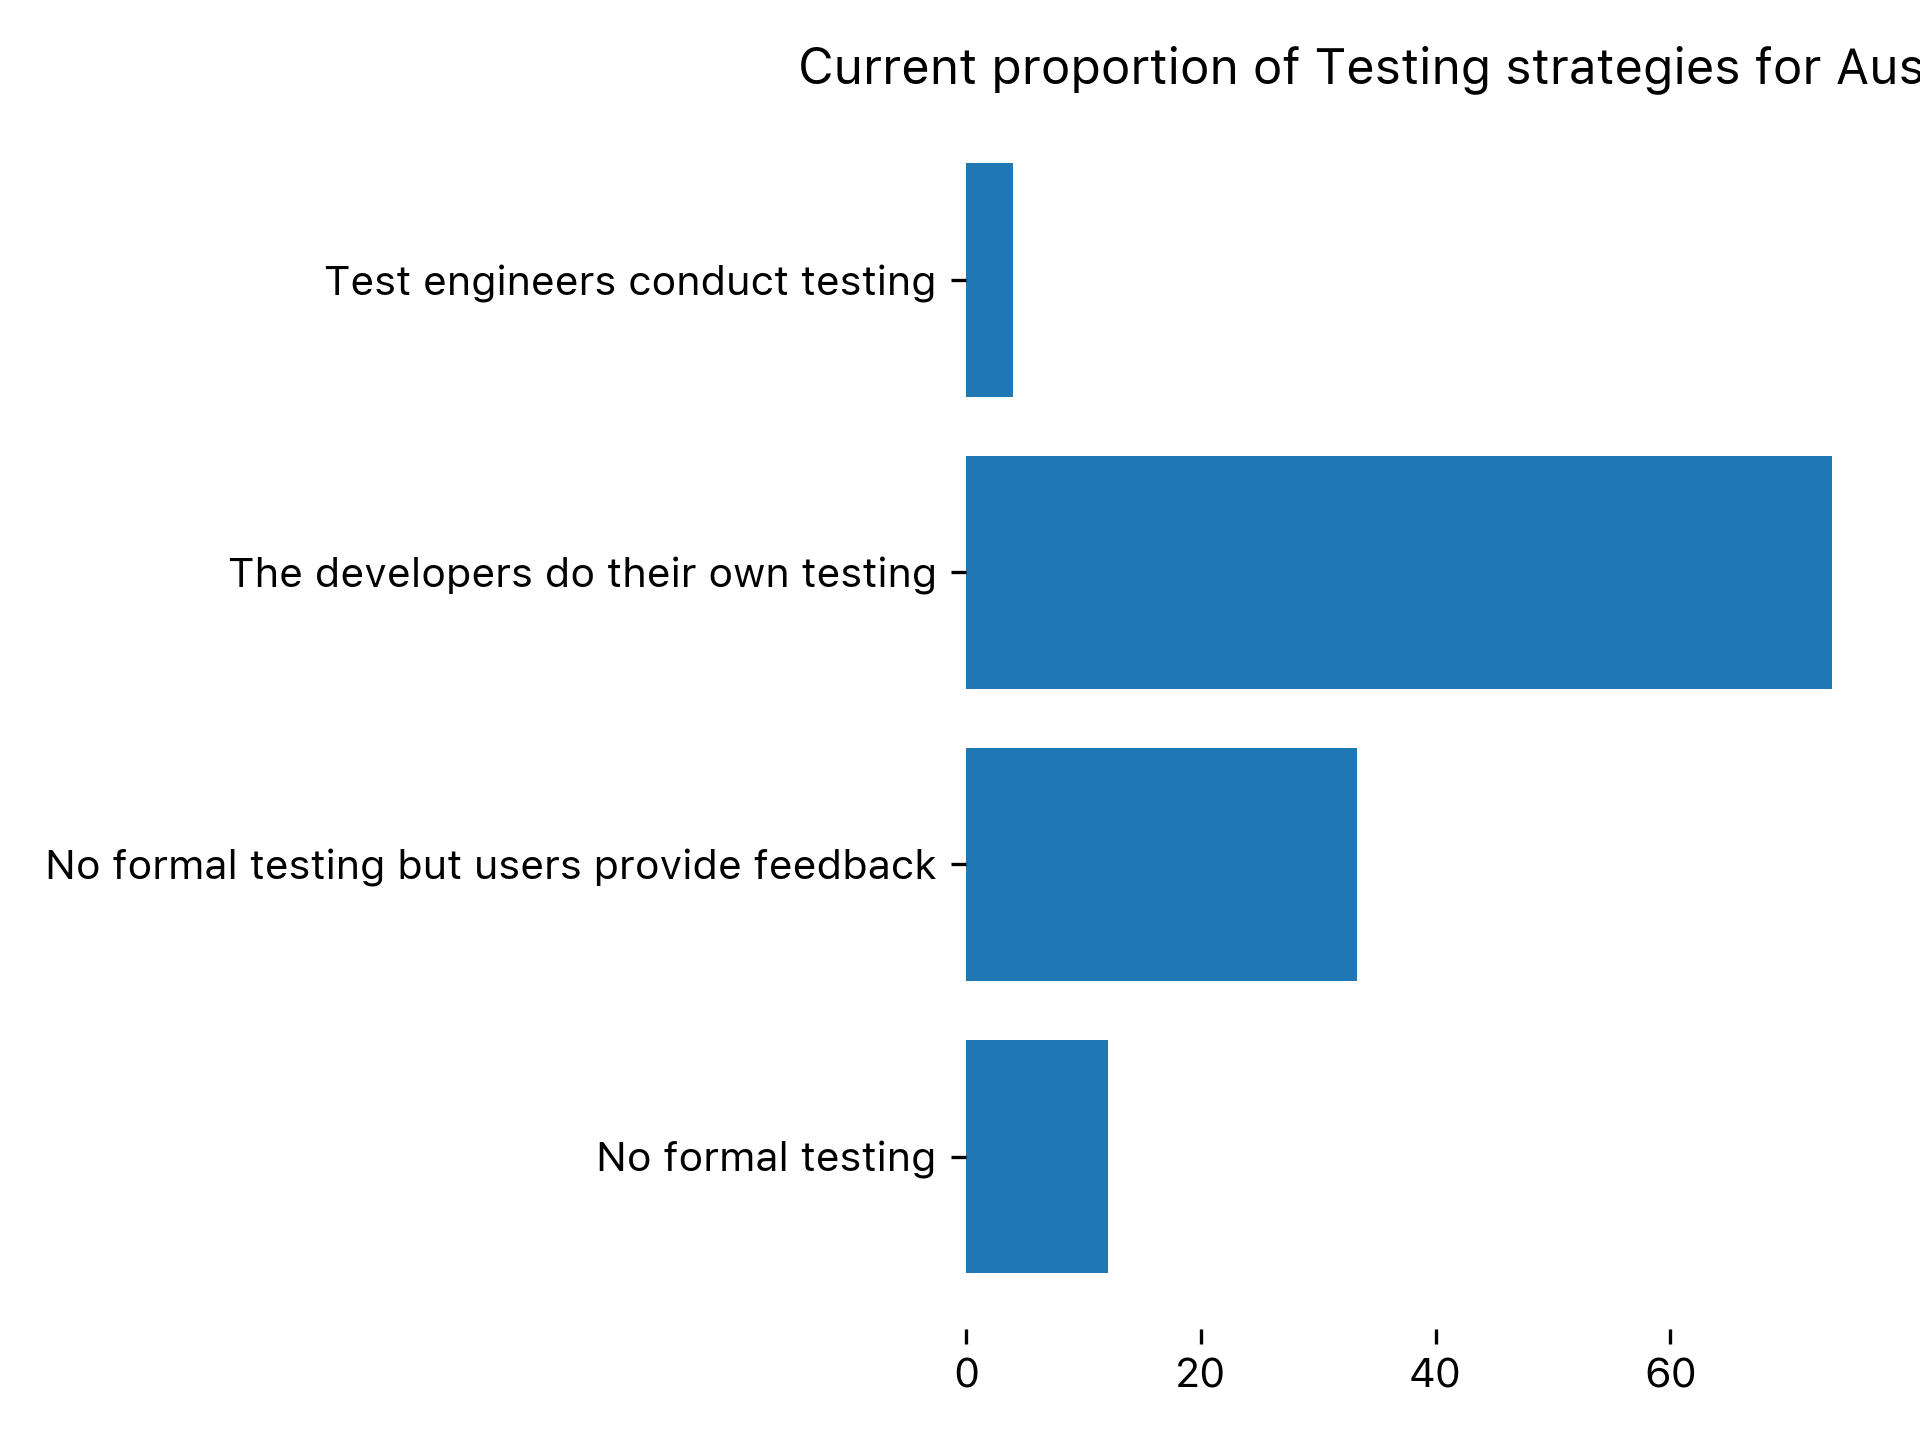 Current proportion of Testing strategies for Aus
Test engineers conduct testing
The developers do their own testing
No formal testing but users provide feedback
No formal testing
0 20 40 60